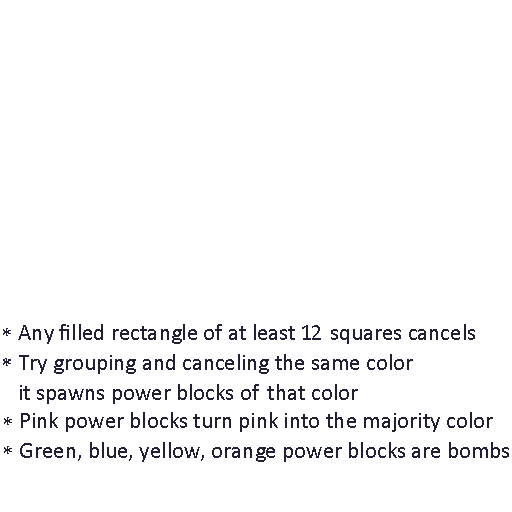 * Any filled rectangle of at least 12 squares cancels
* Try grouping and canceling the same color
it spawns power blocks of that color
* Pink power blocks turn pink into the majority color
* Green, blue, yellow, orange power blocks are bombs